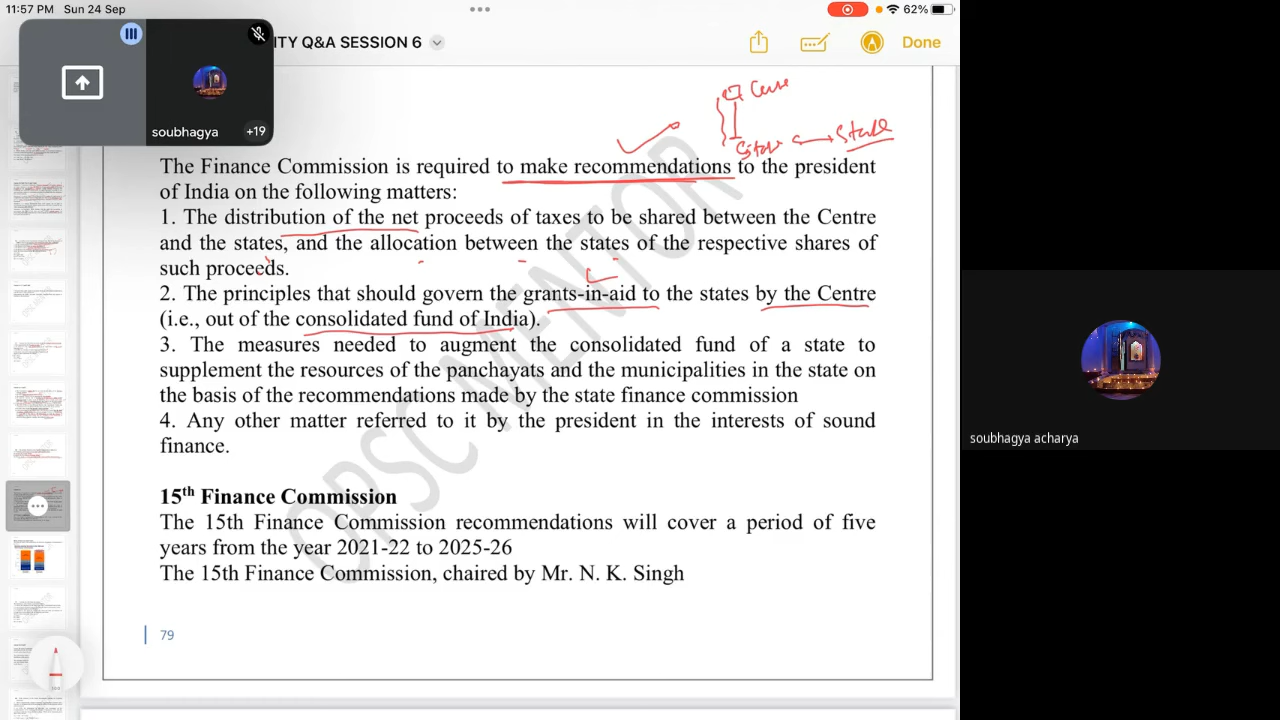 11:57 PM Sun 24 Sep
62%
ITY Q&A SESSION 6
Done
soubhagya
+19
Centre
State State
The Finance Commission is required to make recommendations to the president
of India on the following matters:
1. The distribution of the net proceeds of taxes to be shared between the Centre
and the states, and the allocation between the states of the respective shares of
such proceeds.
2. The principles that should govern the grants-in-aid to the states by the Centre
(i.e., out of the consolidated fund of India).
3. The measures needed to augment the consolidated fund of a state to
supplement the resources of the panchayats and the municipalities in the state on
the basis of the recommendations made by the state finance commission
4. Any other matter referred to it by the president in the interests of sound
finance.
15th Finance Commission
The 15th Finance Commission recommendations will cover a period of five
years from the year 2021-22 to 2025-26
The 15th Finance Commission, chaired by Mr. N. K. Singh
79
UPSC MENTOR
soubhagya acharya